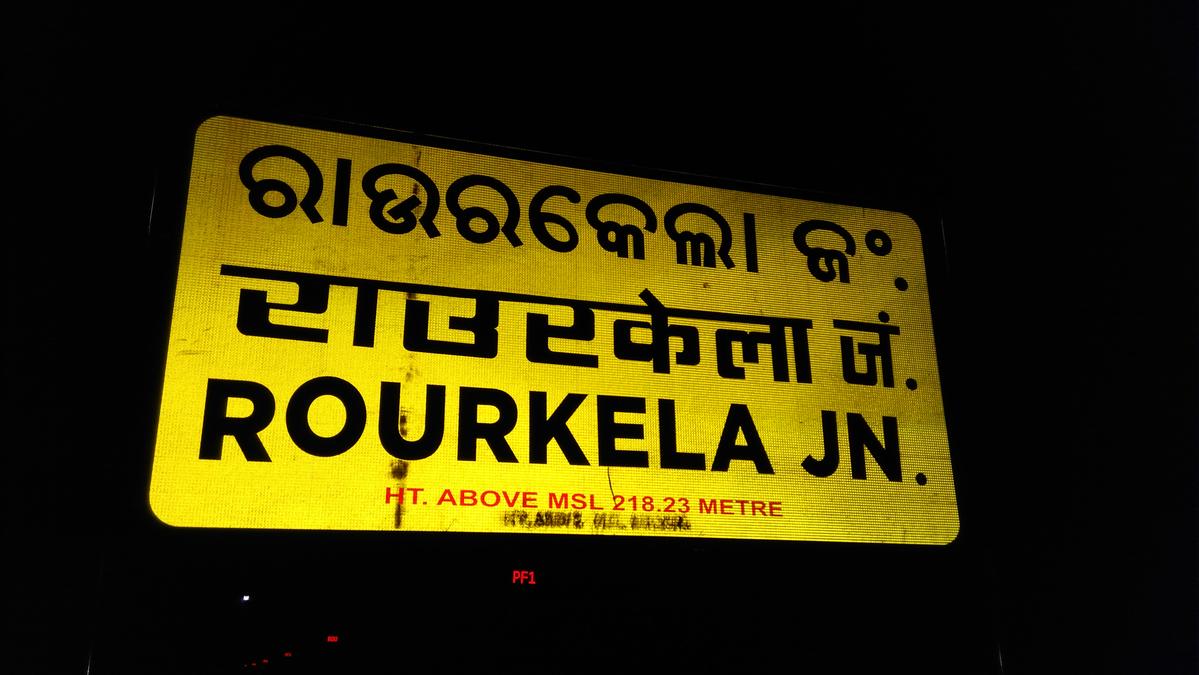 ରାଉରକେଲା ଜଂ.
राउरकेला जं.
ROURKELA JN.
HT. ABOVE MSL 218.23 METRE
PF1